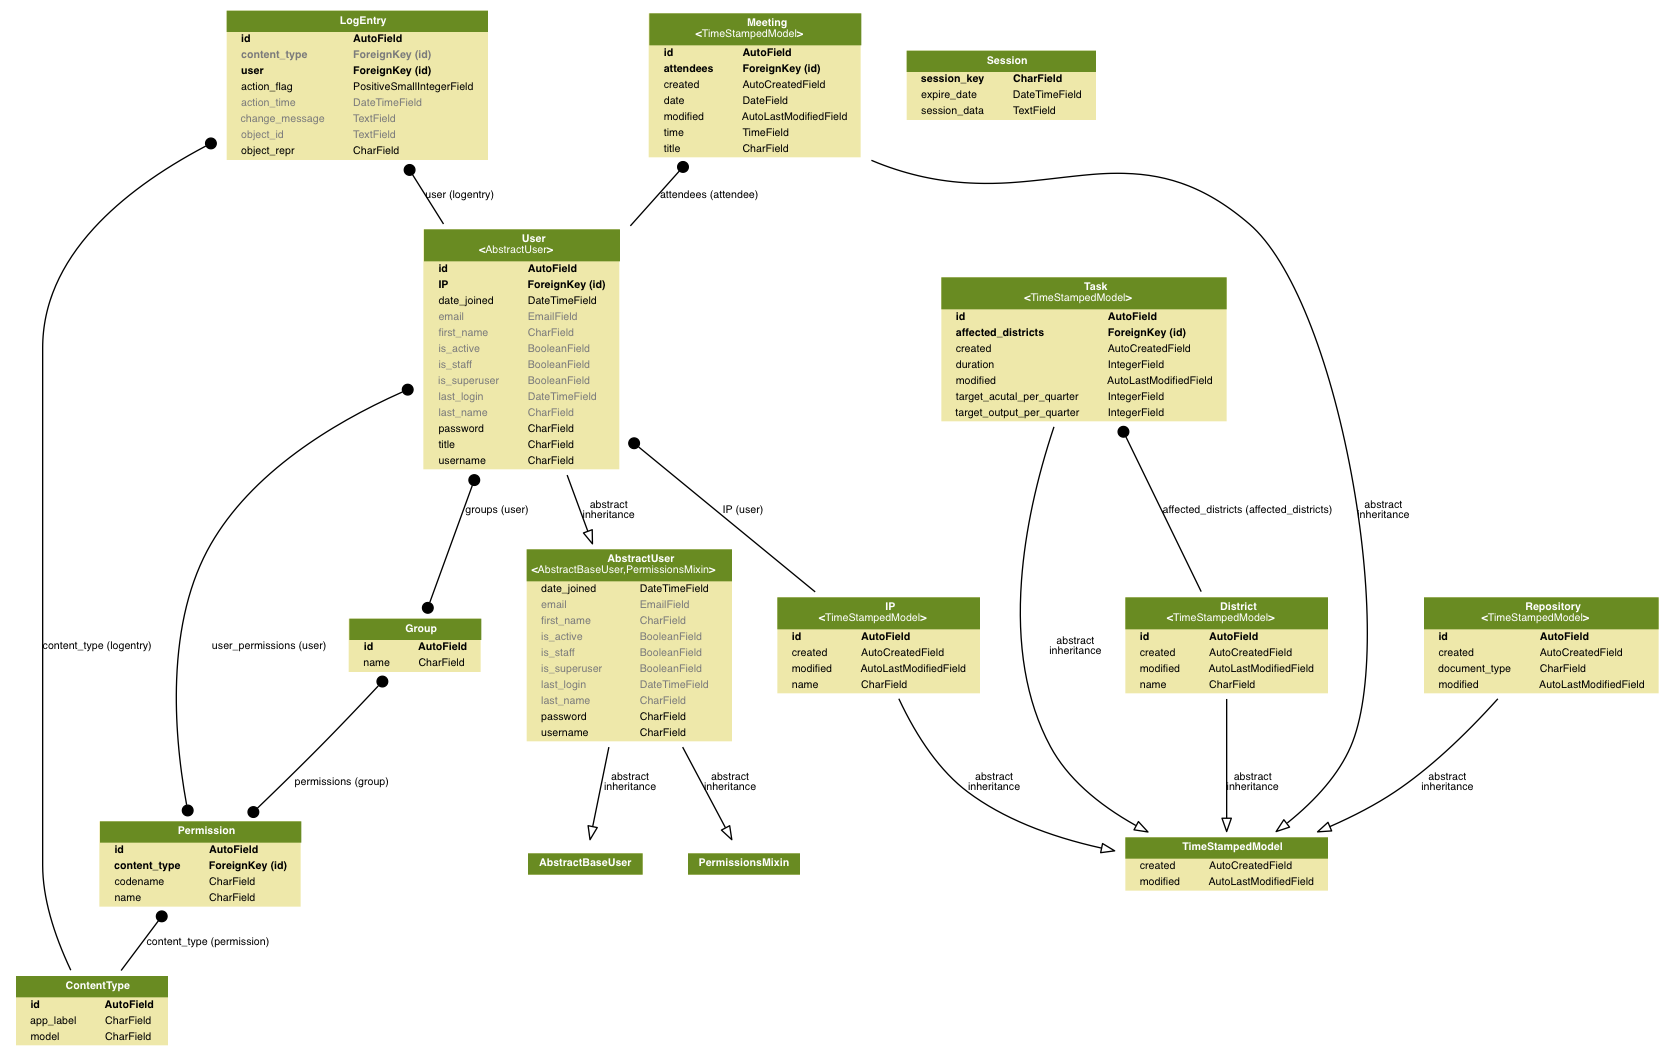 LogEntry
id AutoField
content_type ForeignKey (id)
user ForeignKey (id)
action_flag PositiveSmallIntegerField
action_time DateTimeField
change_message TextField
object_id TextField
object_repr CharField
Meeting
<TimeStampedModel>
id AutoField
attendees ForeignKey (id)
created AutoCreatedField
date DateField
modified AutoLastModifiedField
time TimeField
title CharField
Session
session_key CharField
expire_date DateTimeField
session_data TextField
user (logentry)
attendees (attendee)
User
<AbstractUser>
id AutoField
IP ForeignKey (id)
date_joined DateTimeField
email EmailField
first_name CharField
is_active BooleanField
is_staff BooleanField
is_superuser BooleanField
last_login DateTimeField
last_name CharField
password CharField
title CharField
username CharField
Task
<TimeStampedModel>
id AutoField
affected_districts ForeignKey (id)
created AutoCreatedField
duration IntegerField
modified AutoLastModifiedField
target_acutal_per_quarter IntegerField
target_output_per_quarter IntegerField
groups (user)
abstract
inheritance
IP (user)
affected_districts (affected_districts)
abstract
inheritance
AbstractUser
<AbstractBaseUser,PermissionsMixin>
date_joined DateTimeField
email EmailField
first_name CharField
is_active BooleanField
is_staff BooleanField
is_superuser BooleanField
last_login DateTimeField
last_name CharField
password CharField
username CharField
IP
<TimeStampedModel>
id AutoField
created AutoCreatedField
modified AutoLastModifiedField
name CharField
District
<TimeStampedModel>
id AutoField
created AutoCreatedField
modified AutoLastModifiedField
name CharField
Repository
<TimeStampedModel>
id AutoField
created AutoCreatedField
document_type CharField
modified AutoLastModifiedField
Group
id AutoField
name CharField
content_type (logentry)
user_permissions (user)
abstract
inheritance
permissions (group)
abstract
inheritance
abstract
inheritance
abstract
inheritance
abstract
inheritance
abstract
inheritance
Permission
id AutoField
content_type ForeignKey (id)
codename CharField
name CharField
AbstractBaseUser
PermissionsMixin
TimeStampedModel
created AutoCreatedField
modified AutoLastModifiedField
content_type (permission)
ContentType
id AutoField
app_label CharField
model CharField